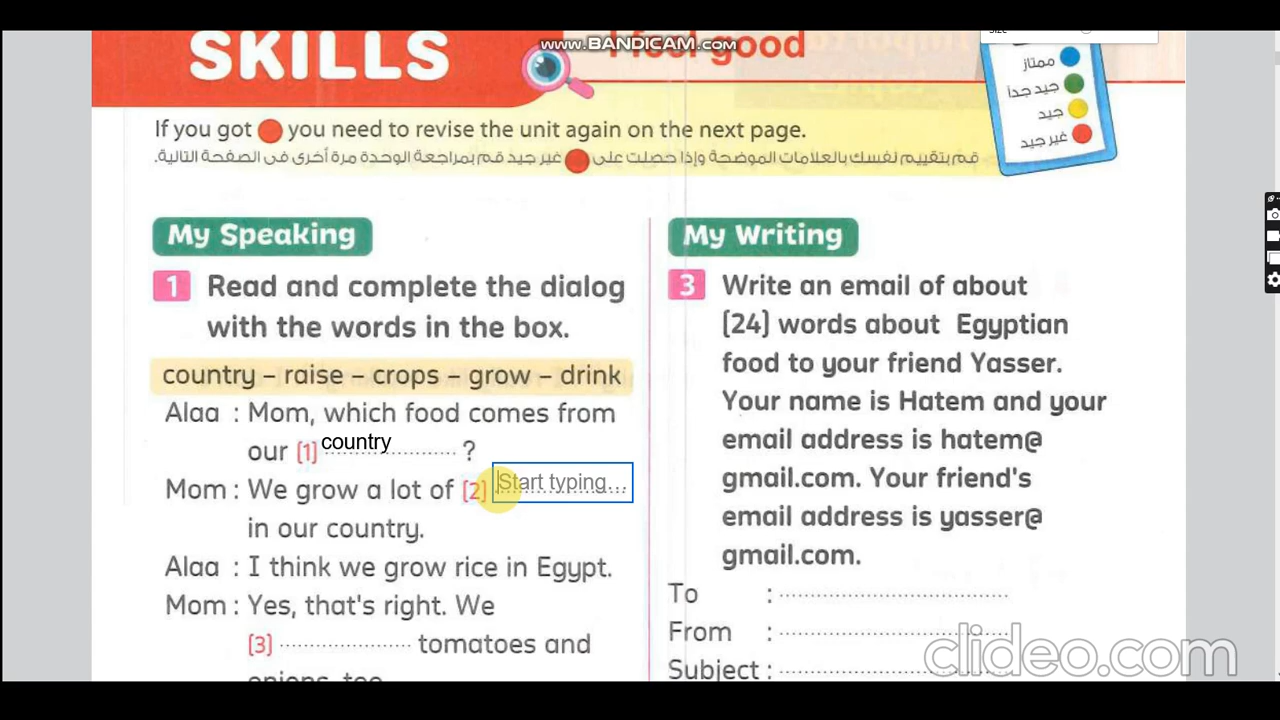 Size
www.BANDICAM.com
SKILLS
I feel good
ممتاز
جيد جداً
جيد
غير جيد
If you got you need to revise the unit again on the next page.
قم بتقييم نفسك بالعلامات الموضحة وإذا حصلت على غير جيد قم بمراجعة الوحدة مرة أخرى فى الصفحة التالية.
My Speaking
1 Read and complete the dialog
with the words in the box.
country – raise – crops – grow – drink
Alaa : Mom, which food comes from
our (1) country ?
Mom : We grow a lot of (2) Start typing...
in our country.
Alaa : I think we grow rice in Egypt.
Mom : Yes, that's right. We
(3) tomatoes and
onions, too.
My Writing
3 Write an email of about
(24) words about Egyptian
food to your friend Yasser.
Your name is Hatem and your
email address is hatem@
gmail.com. Your friend's
email address is yasser@
gmail.com.
To :
From :
Subject :
clideo.com